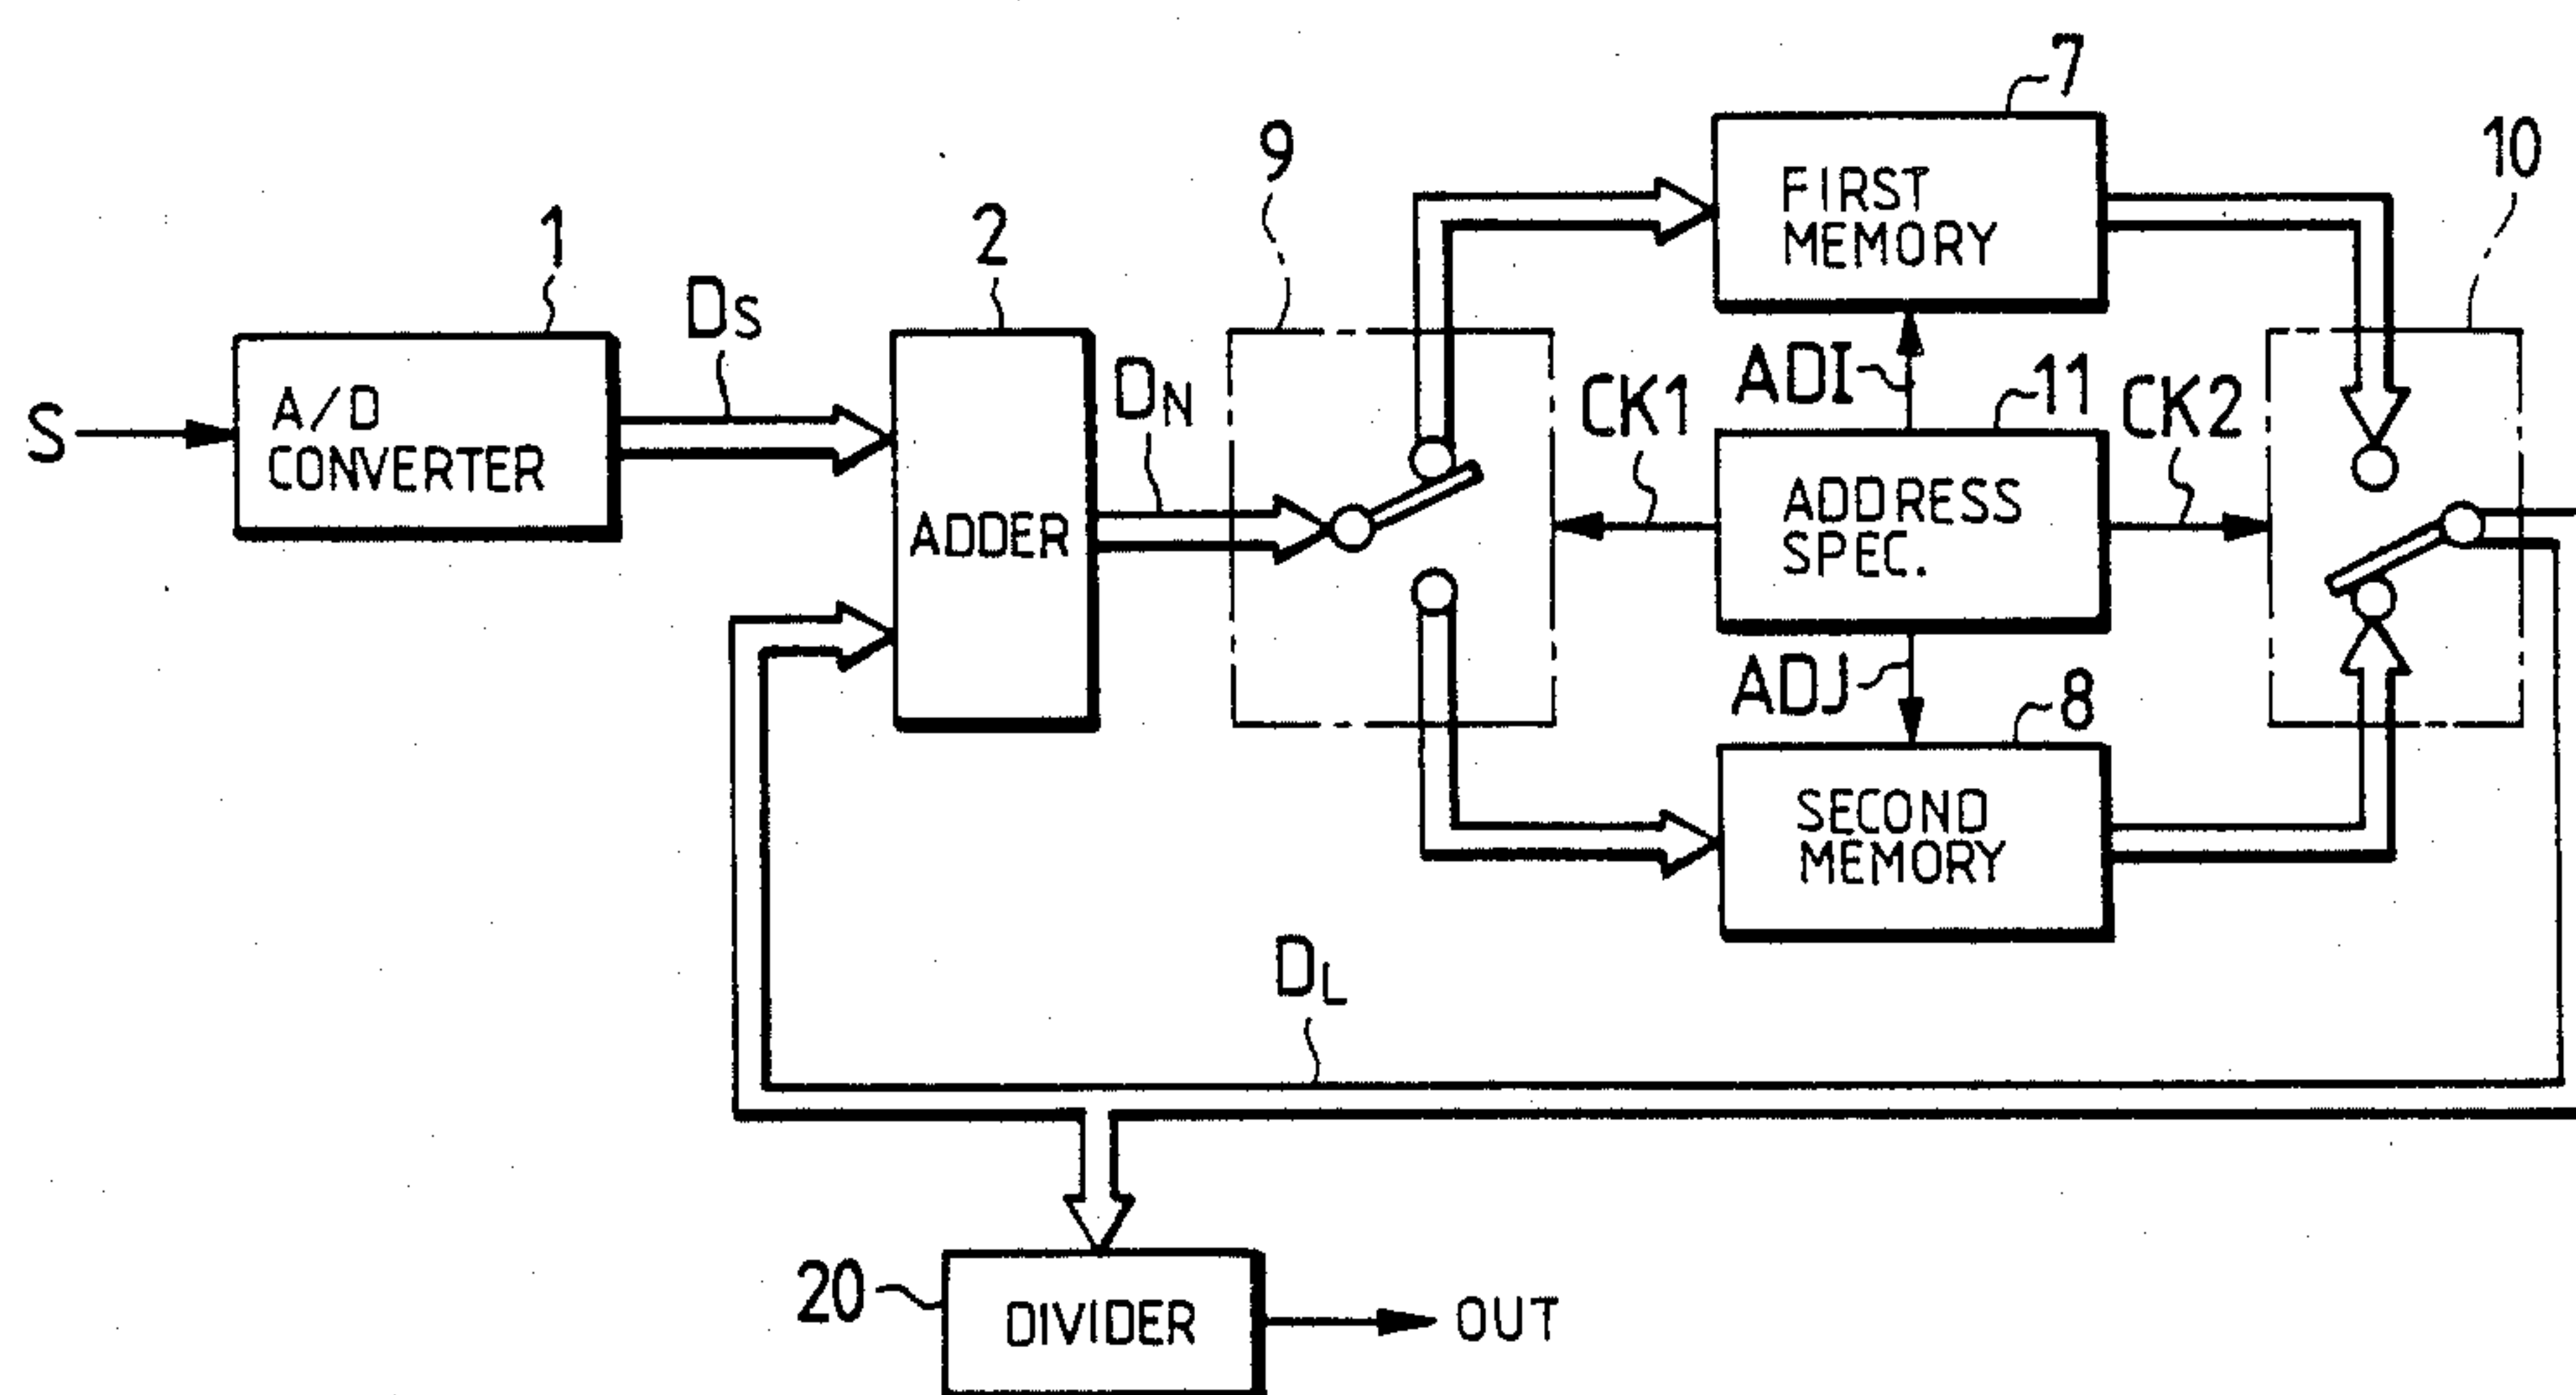 7
9
10
1
2
DS
FIRST
MEMORY
DN
ADI
11
CK1
CK2
S
A/D
CONVERTER
ADDER
ADDRESS
SPEC.
ADJ
8
SECOND
MEMORY
DL
20
DIVIDER
OUT